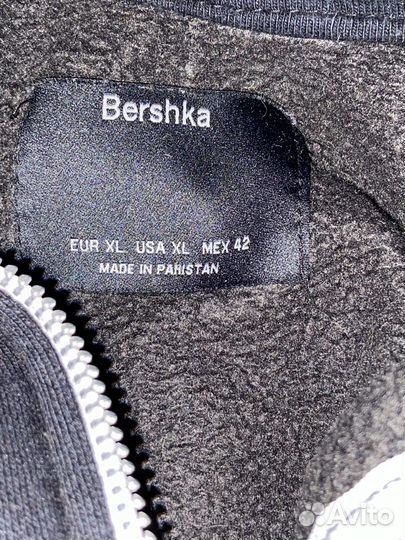 Bershka
EUR XL USA XL MEX 42
MADE IN PAKISTAN
Avito